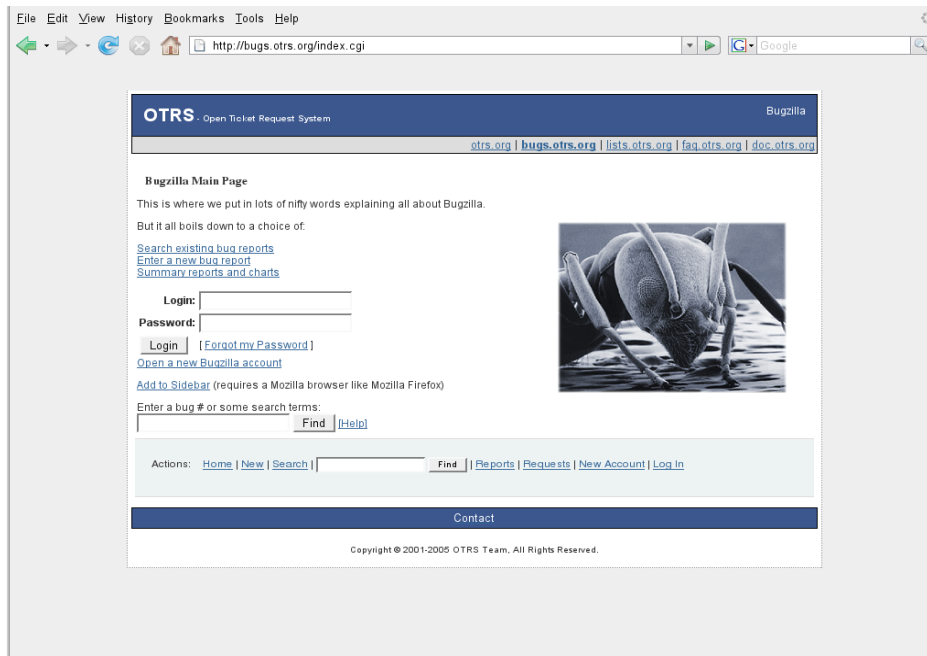 File Edit View History Bookmarks Tools Help
http://bugs.otrs.org/index.cgi
G Google
OTRS - Open Ticket Request System
Bugzilla
otrs.org | bugs.otrs.org | lists.otrs.org | faq.otrs.org | doc.otrs.org
Bugzilla Main Page
This is where we put in lots of nifty words explaining all about Bugzilla.
But it all boils down to a choice of:
Search existing bug reports
Enter a new bug report
Summary reports and charts
Login:
Password:
Login [ Forgot my Password ]
Open a new Bugzilla account
Add to Sidebar (requires a Mozilla browser like Mozilla Firefox)
Enter a bug # or some search terms:
Find [Help]
Actions: Home | New | Search | Find | Reports | Requests | New Account | Log In
Contact
Copyright © 2001-2005 OTRS Team, All Rights Reserved.